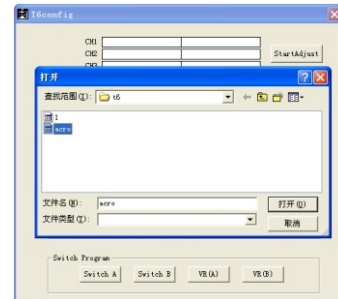 T6config
CH1
CH2
CH3
StartAdjust
打开
查找范围(I): t6
1
acro
文件名(N): acro
打开(O)
文件类型(T):
取消
Switch Program
Switch A Switch B VR(A) VR(B)